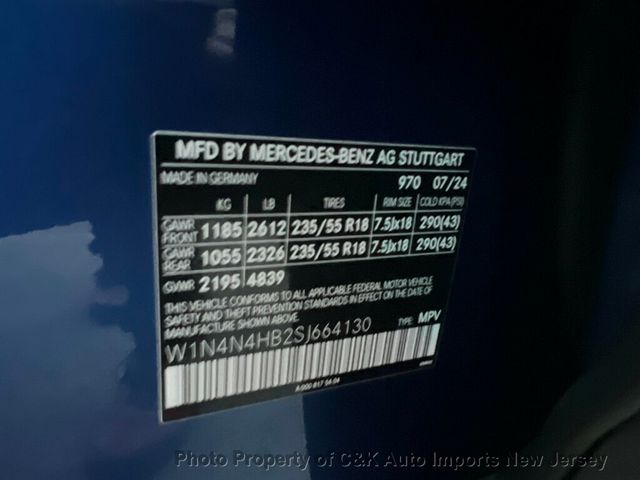 MFD BY MERCEDES-BENZ AG STUTTGART
MADE IN GERMANY 970 07/24
KG LB TIRES RIM SIZE COLD KPA (PSI)
GAWR FRONT 1185 2612 235/55 R18 7.5Jx18 290(43)
GAWR REAR 1055 2326 235/55 R18 7.5Jx18 290(43)
GVWR 2195 4839
THIS VEHICLE CONFORMS TO ALL APPLICABLE FEDERAL MOTOR VEHICLE
SAFETY AND THEFT PREVENTION STANDARDS IN EFFECT ON THE DATE OF
MANUFACTURE SHOWN ABOVE.
W1N4N4HB2SJ664130 TYPE: MPV
A 000 817 56 04
Photo Property of C&K Auto Imports New Jersey